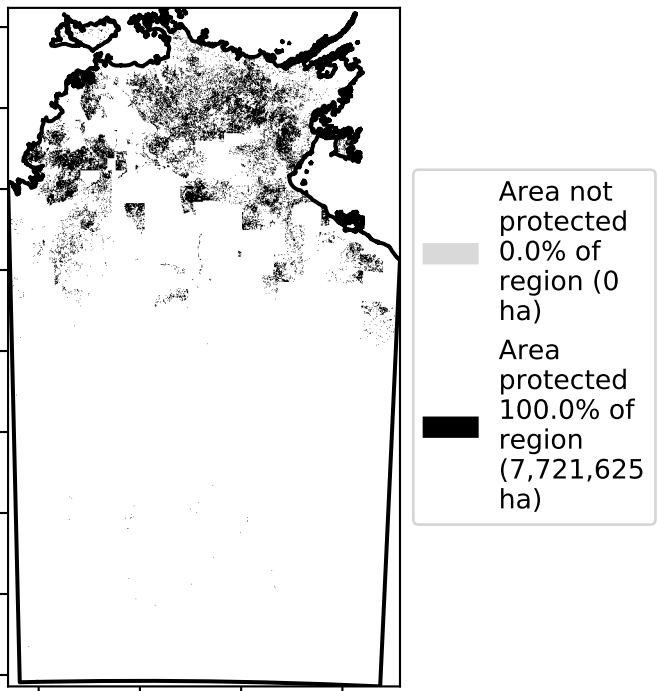 Area not
protected
0.0% of
region (0
ha)
Area
protected
100.0% of
region
(7,721,625
ha)